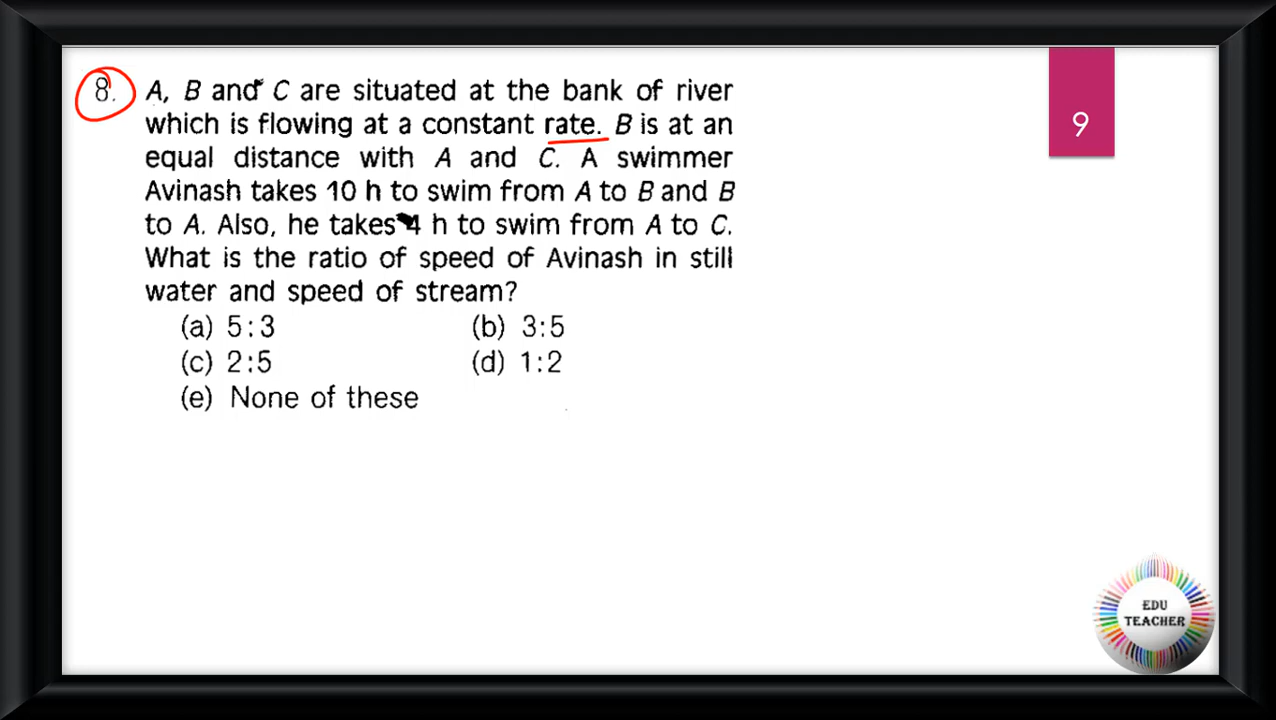 8. A, B and C are situated at the bank of river
which is flowing at a constant rate. B is at an
equal distance with A and C. A swimmer
Avinash takes 10 h to swim from A to B and B
to A. Also, he takes 4 h to swim from A to C.
What is the ratio of speed of Avinash in still
water and speed of stream?
(a) 5:3 (b) 3:5
(c) 2:5 (d) 1:2
(e) None of these
9
EDU
TEACHER